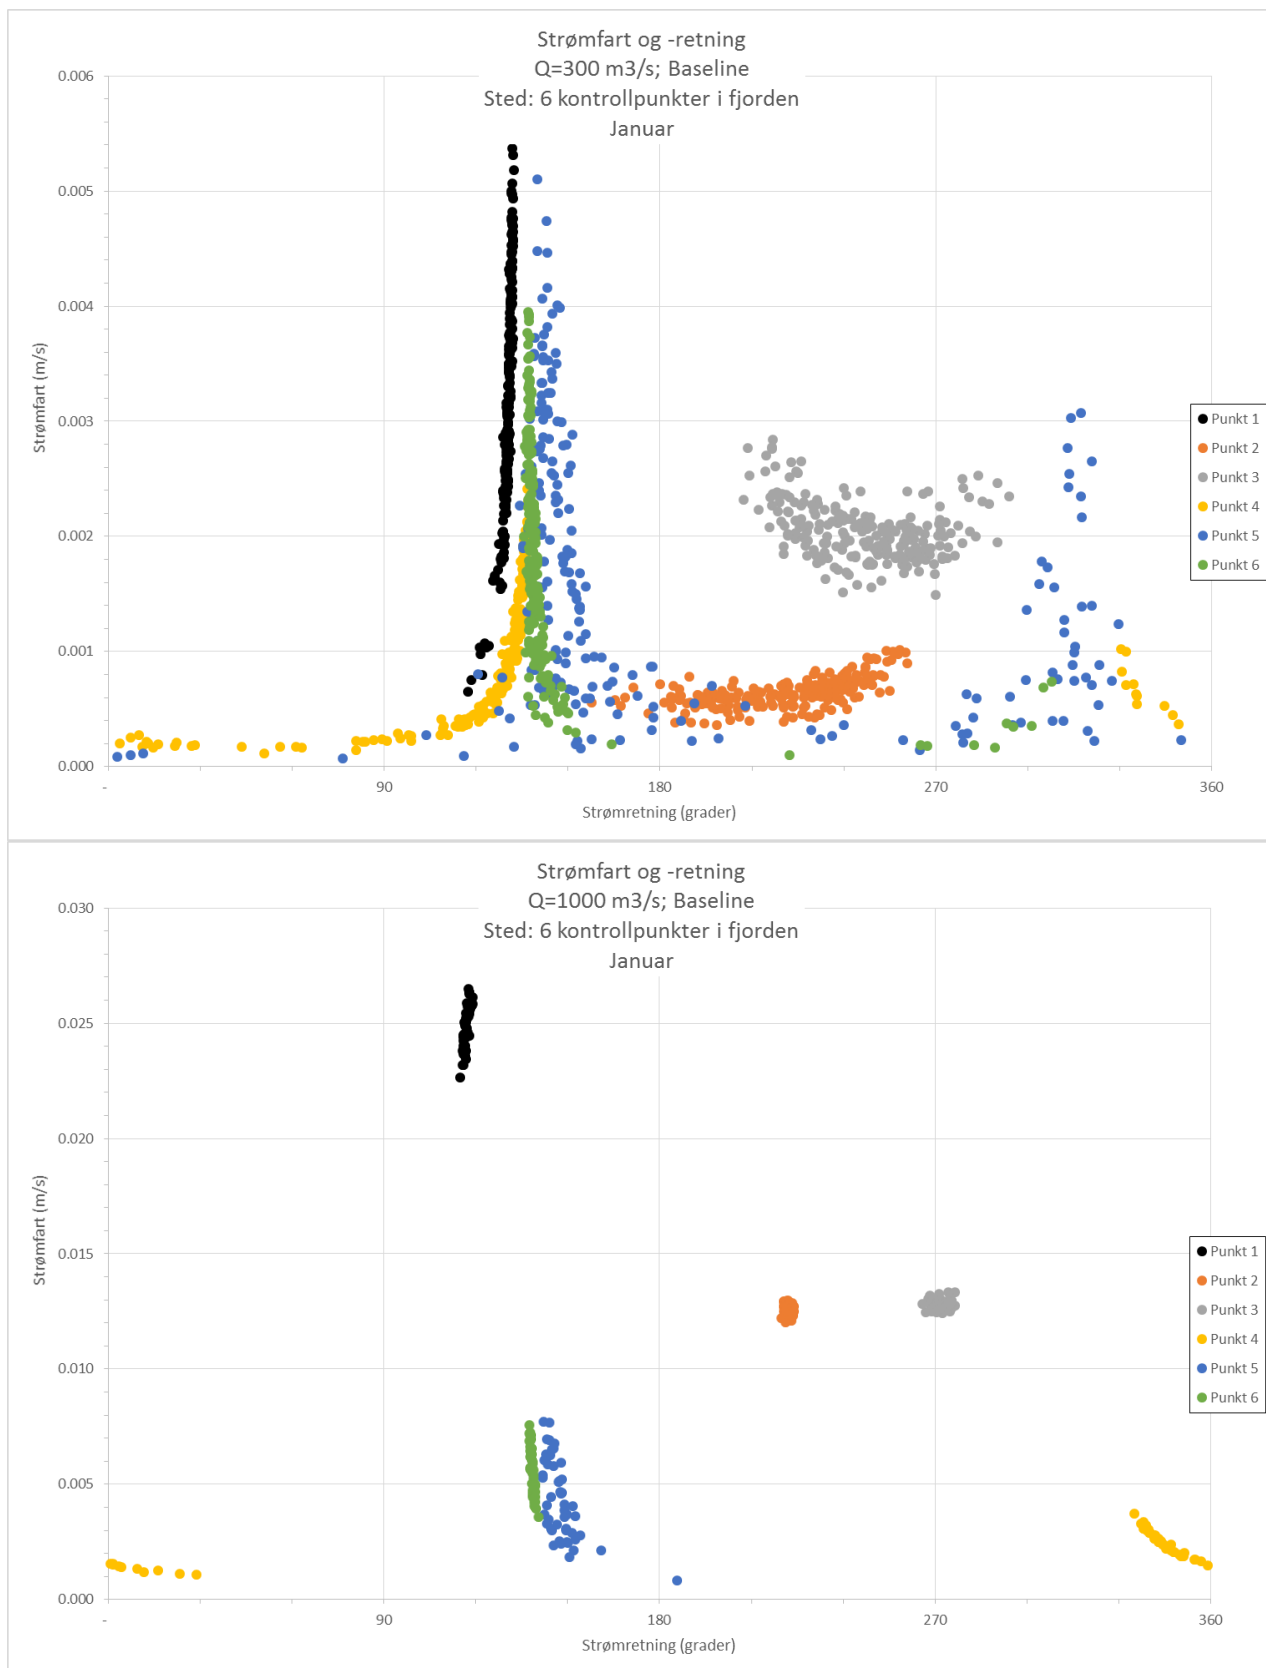 Strømfart og -retning
Q=300 m3/s; Baseline
Sted: 6 kontrollpunkter i fjorden
Januar
0.006
0.005
0.004
0.003
0.002
0.001
0.000
Strømfart (m/s)
-
90
180
270
360
Strømretning (grader)
Punkt 1
Punkt 2
Punkt 3
Punkt 4
Punkt 5
Punkt 6
Strømfart og -retning
Q=1000 m3/s; Baseline
Sted: 6 kontrollpunkter i fjorden
Januar
0.030
0.025
0.020
0.015
0.010
0.005
0.000
Strømfart (m/s)
-
90
180
270
360
Strømretning (grader)
Punkt 1
Punkt 2
Punkt 3
Punkt 4
Punkt 5
Punkt 6